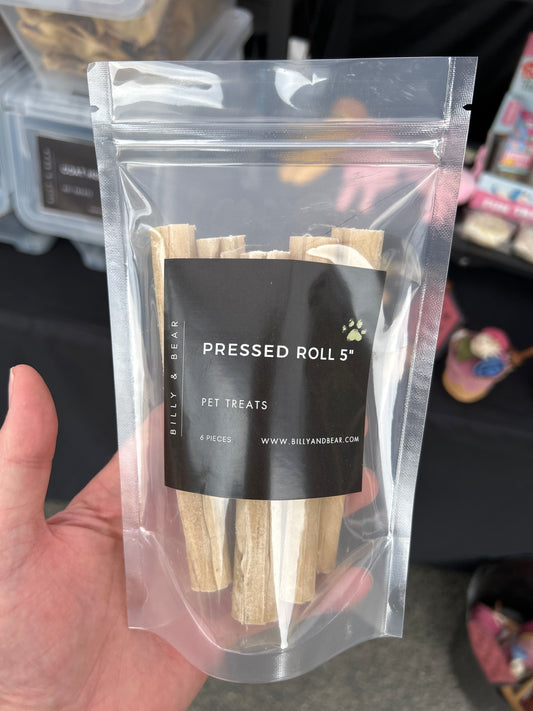 BILLY & BEAR
PRESSED ROLL 5"
PET TREATS
6 PIECES
WWW.BILLYANDBEAR.COM